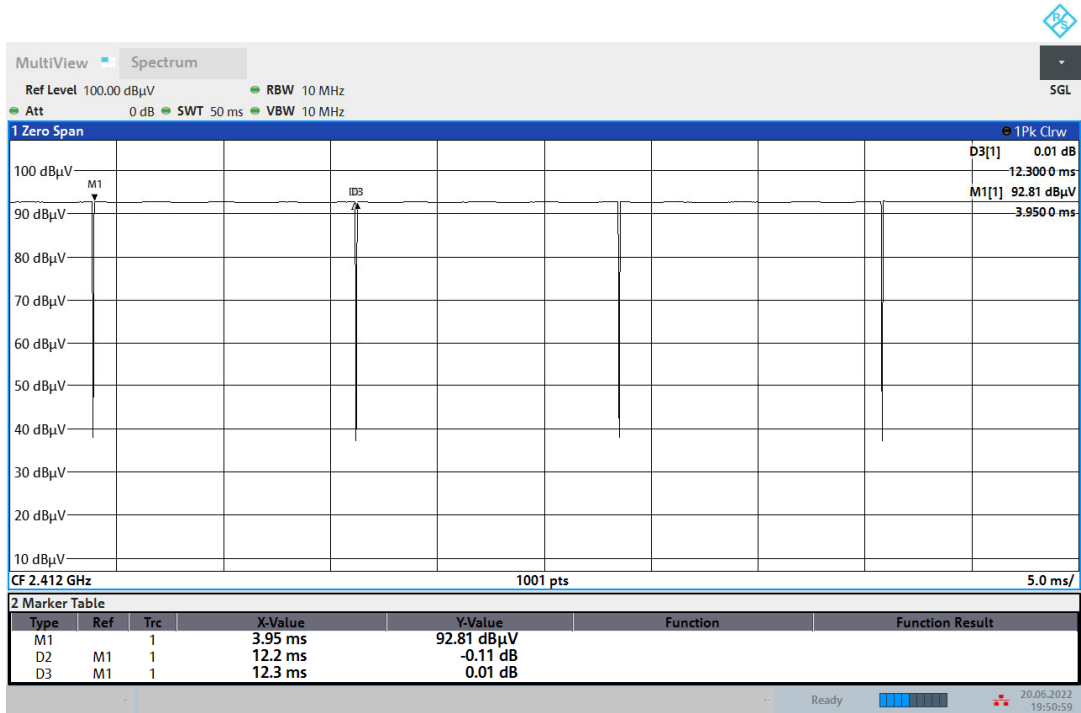 R S
MultiView Spectrum
Ref Level 100.00 dBµV RBW 10 MHz SGL
Att 0 dB SWT 50 ms VBW 10 MHz
1 Zero Span 1Pk Clrw
D3[1] 0.01 dB
12.300 0 ms
M1[1] 92.81 dBµV
3.950 0 ms
100 dBµV
M1
D3
90 dBµV
80 dBµV
70 dBµV
60 dBµV
50 dBµV
40 dBµV
30 dBµV
20 dBµV
10 dBµV
CF 2.412 GHz 1001 pts 5.0 ms/
2 Marker Table
Type Ref Trc X-Value Y-Value Function Function Result
M1 1 3.95 ms 92.81 dBµV
D2 M1 1 12.2 ms -0.11 dB
D3 M1 1 12.3 ms 0.01 dB
Ready 20.06.2022
19:50:59